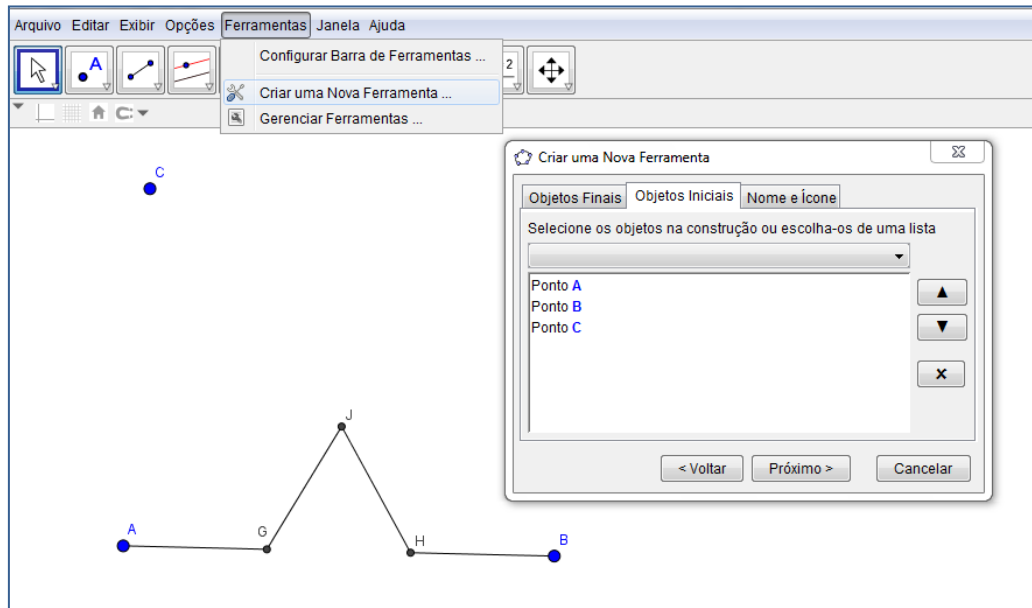 Arquivo Editar Exibir Opções Ferramentas Janela Ajuda
A
2
Configurar Barra de Ferramentas ...
Criar uma Nova Ferramenta ...
Gerenciar Ferramentas ...
C
Criar uma Nova Ferramenta
Objetos Finais Objetos Iniciais Nome e Ícone
Selecione os objetos na construção ou escolha-os de uma lista
Ponto A
Ponto B
Ponto C
< Voltar Próximo > Cancelar
J
A
G
H
B